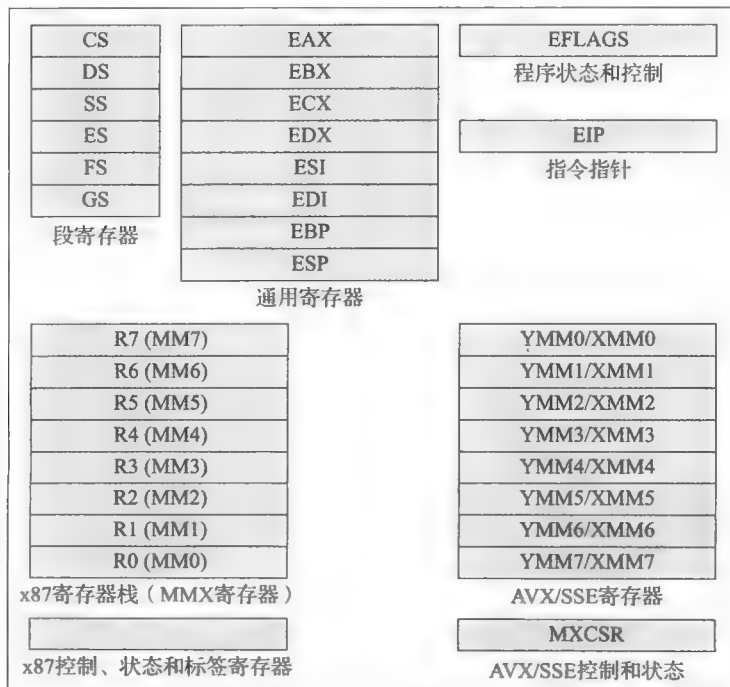 CS
DS
SS
ES
FS
GS
段寄存器
EAX
EBX
ECX
EDX
ESI
EDI
EBP
ESP
通用寄存器
EFLAGS
程序状态和控制
EIP
指令指针
R7 (MM7)
R6 (MM6)
R5 (MM5)
R4 (MM4)
R3 (MM3)
R2 (MM2)
R1 (MM1)
R0 (MM0)
x87寄存器栈（MMX寄存器）
x87控制、状态和标签寄存器
YMM0/XMM0
YMM1/XMM1
YMM2/XMM2
YMM3/XMM3
YMM4/XMM4
YMM5/XMM5
YMM6/XMM6
YMM7/XMM7
AVX/SSE寄存器
MXCSR
AVX/SSE控制和状态